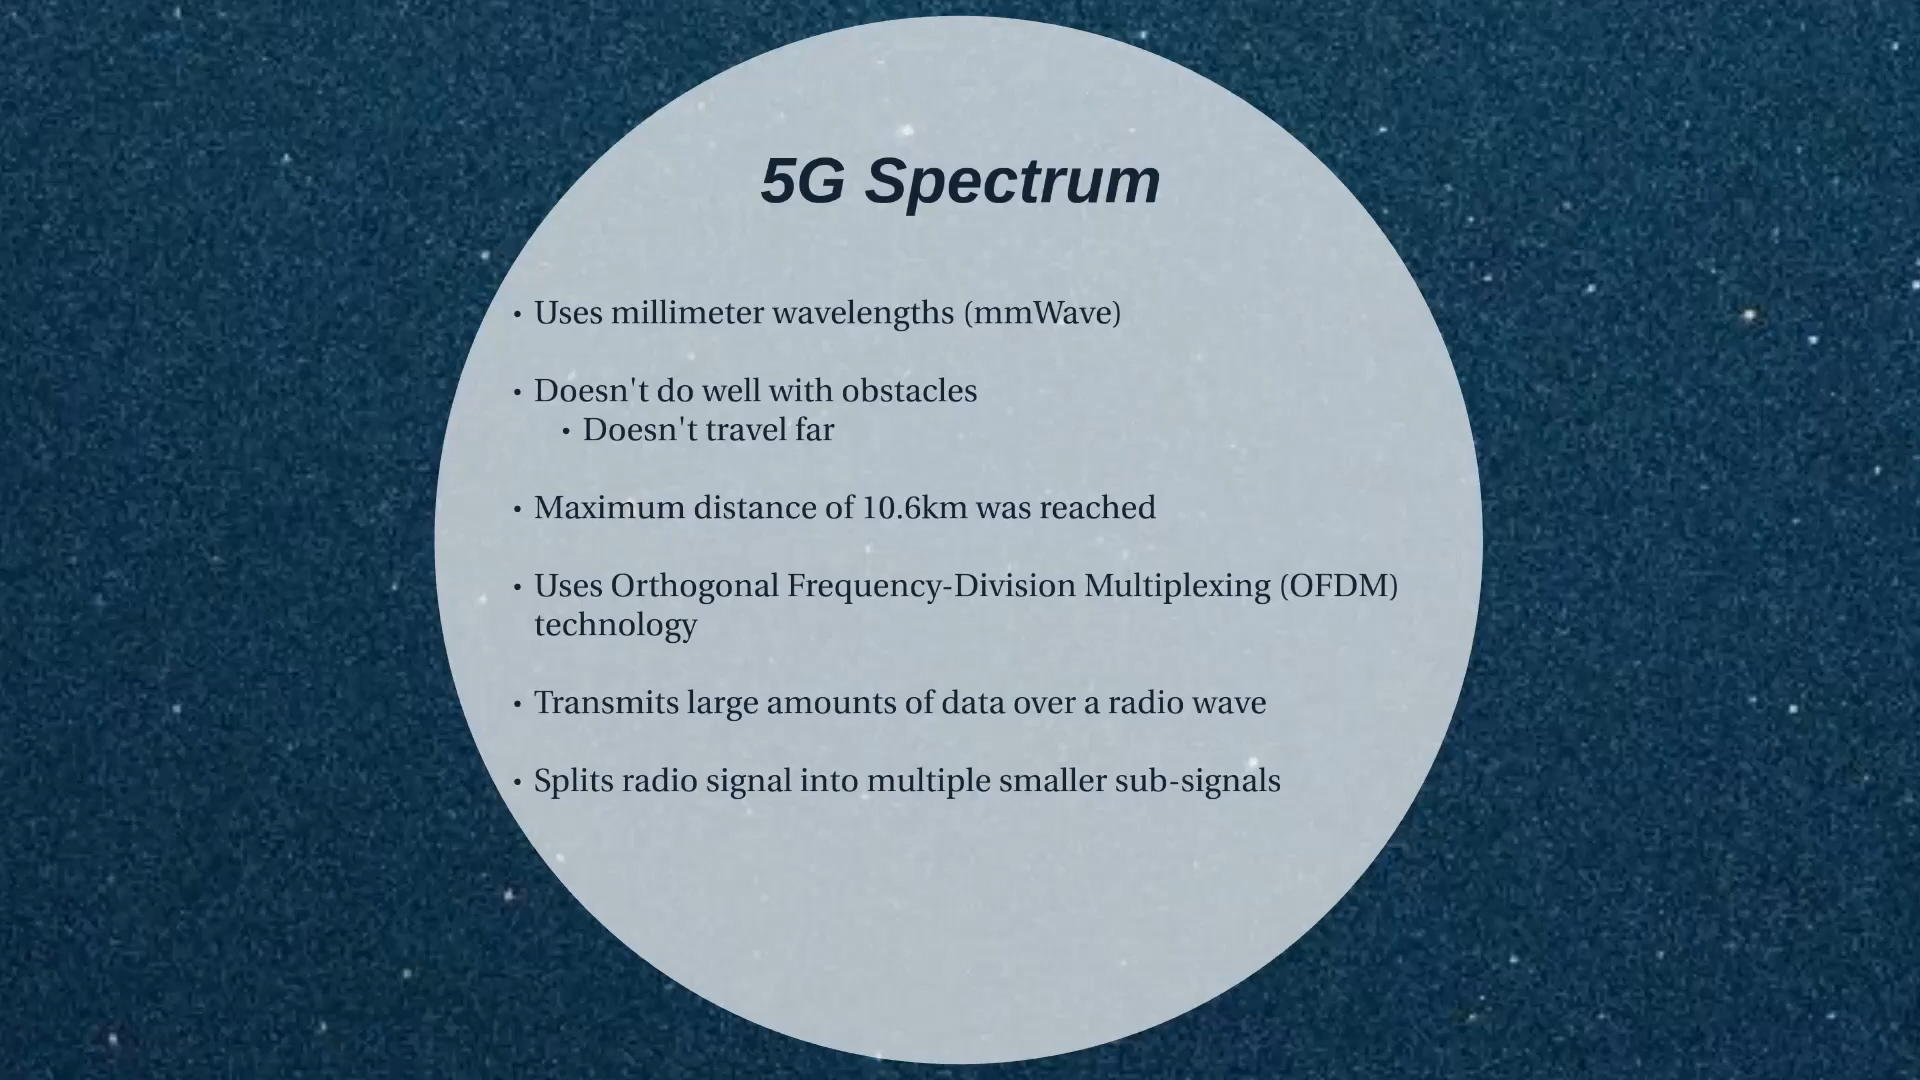 5G Spectrum
• Uses millimeter wavelengths (mmWave)
• Doesn't do well with obstacles
• Doesn't travel far
• Maximum distance of 10.6km was reached
• Uses Orthogonal Frequency-Division Multiplexing (OFDM)
technology
• Transmits large amounts of data over a radio wave
• Splits radio signal into multiple smaller sub-signals